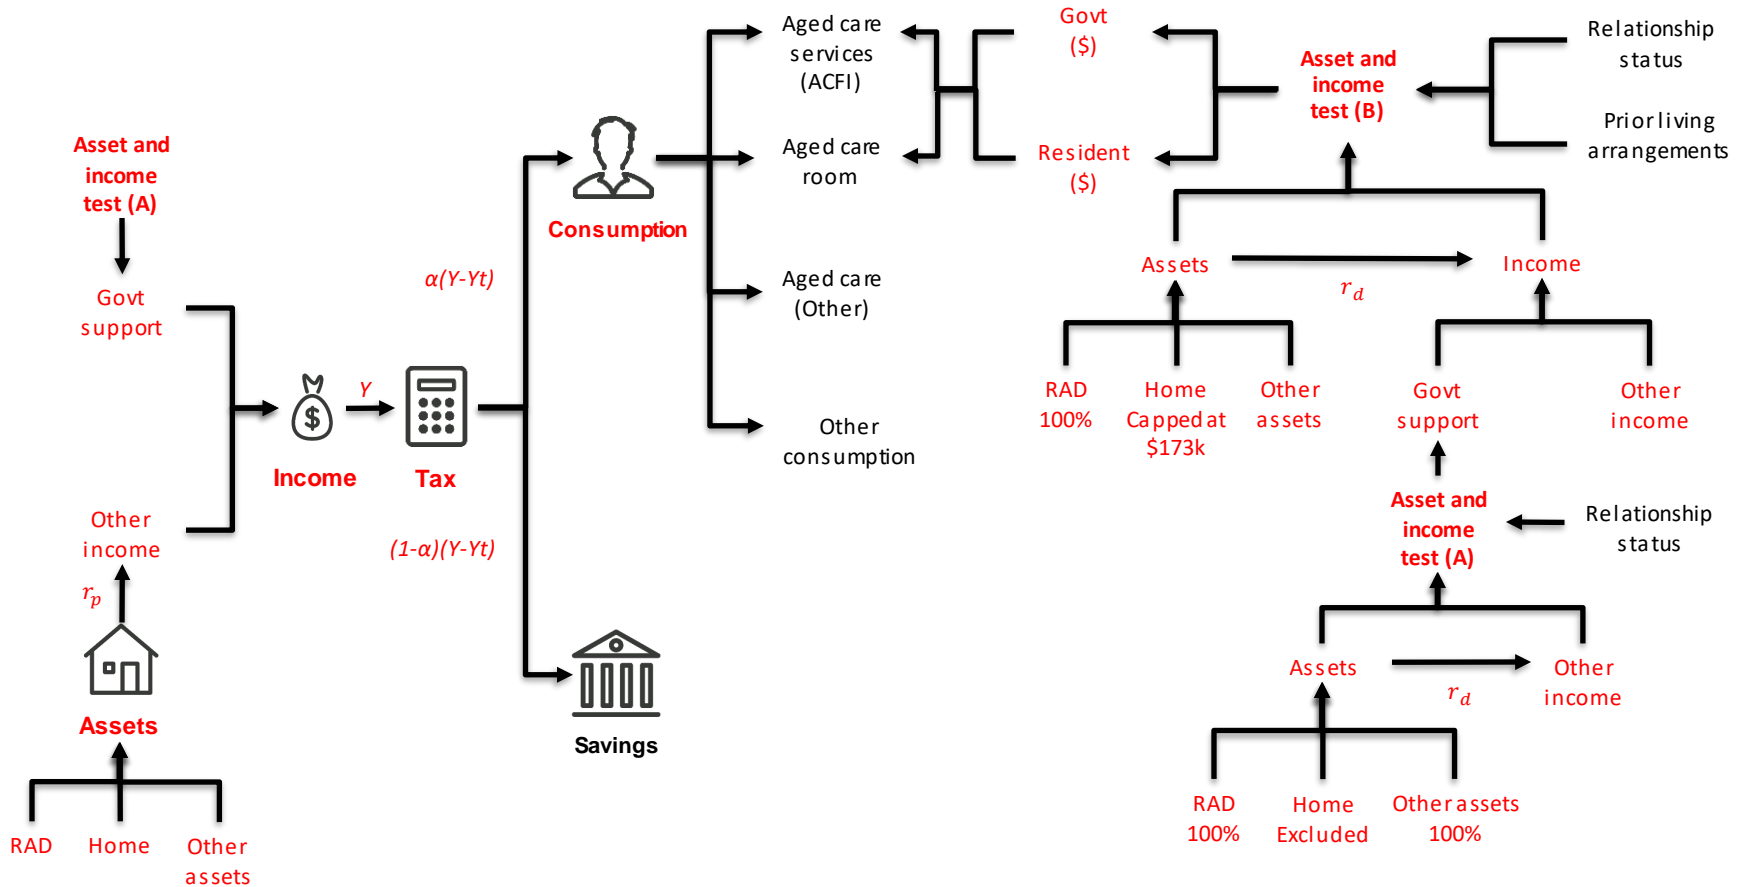 Asset and
income
test (A)
Govt
support
Other
income
r_p
Assets
RAD
Home
Other
assets
$
Income
Y
Tax
α(Y-Yt)
(1-α)(Y-Yt)
Consumption
Savings
Aged care
services
(ACFI)
Aged care
room
Aged care
(Other)
Other
consumption
Govt
($)
Resident
($)
Asset and
income
test (B)
Relationship
status
Prior living
arrangements
Assets
r_d
Income
RAD
100%
Home
Capped at
$173k
Other
assets
Govt
support
Other
income
Asset and
income
test (A)
Relationship
status
Assets
r_d
Other
income
RAD
100%
Home
Excluded
Other assets
100%